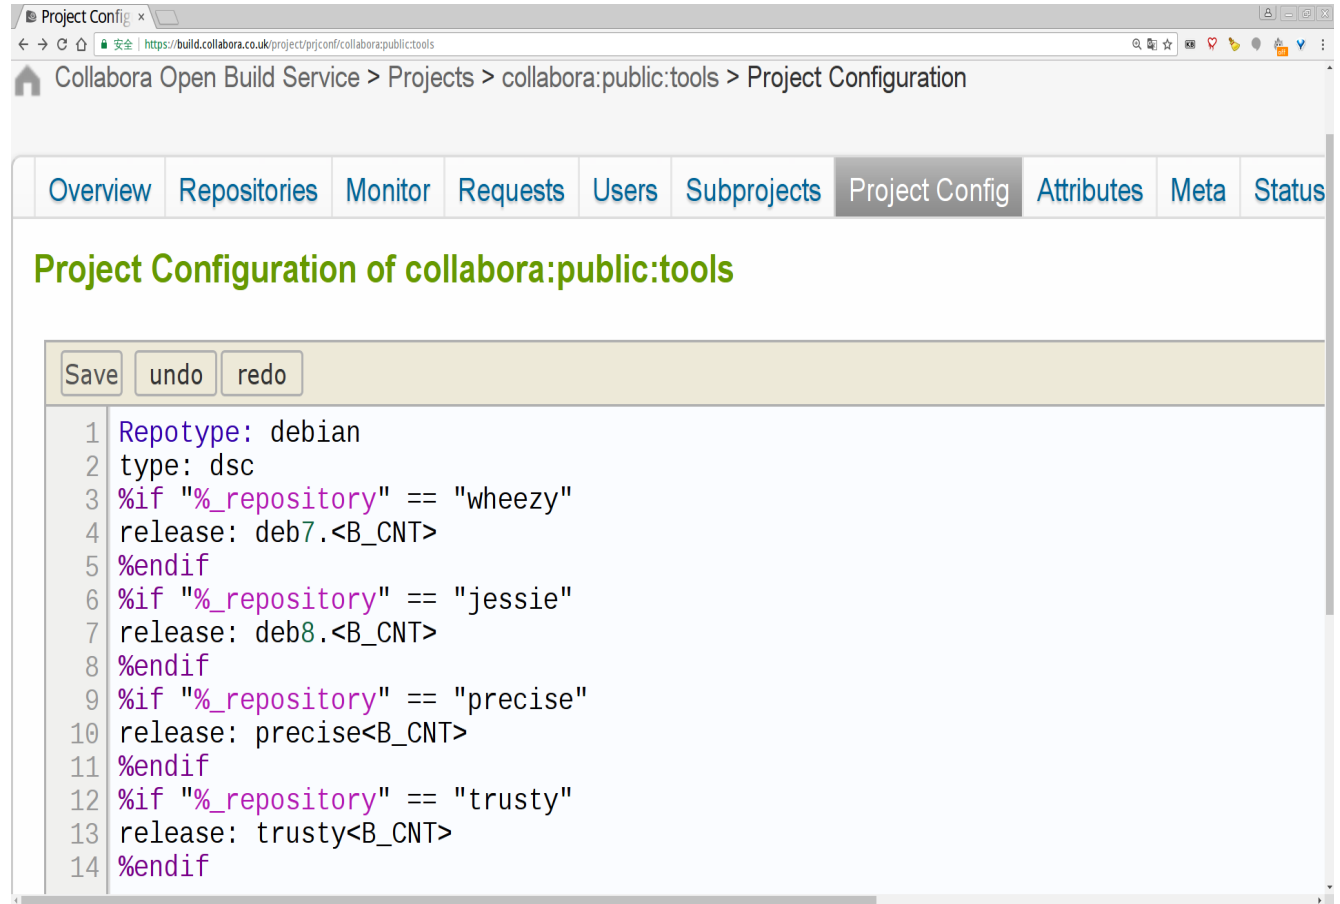 Project Config ×
安全 | https://build.collabora.co.uk/project/prjconf/collabora:public:tools
Collabora Open Build Service > Projects > collabora:public:tools > Project Configuration
Overview Repositories Monitor Requests Users Subprojects Project Config Attributes Meta Status
Project Configuration of collabora:public:tools
Save undo redo
1 Repotype: debian
2 type: dsc
3 %if "%_repository" == "wheezy"
4 release: deb7.<B_CNT>
5 %endif
6 %if "%_repository" == "jessie"
7 release: deb8.<B_CNT>
8 %endif
9 %if "%_repository" == "precise"
10 release: precise<B_CNT>
11 %endif
12 %if "%_repository" == "trusty"
13 release: trusty<B_CNT>
14 %endif